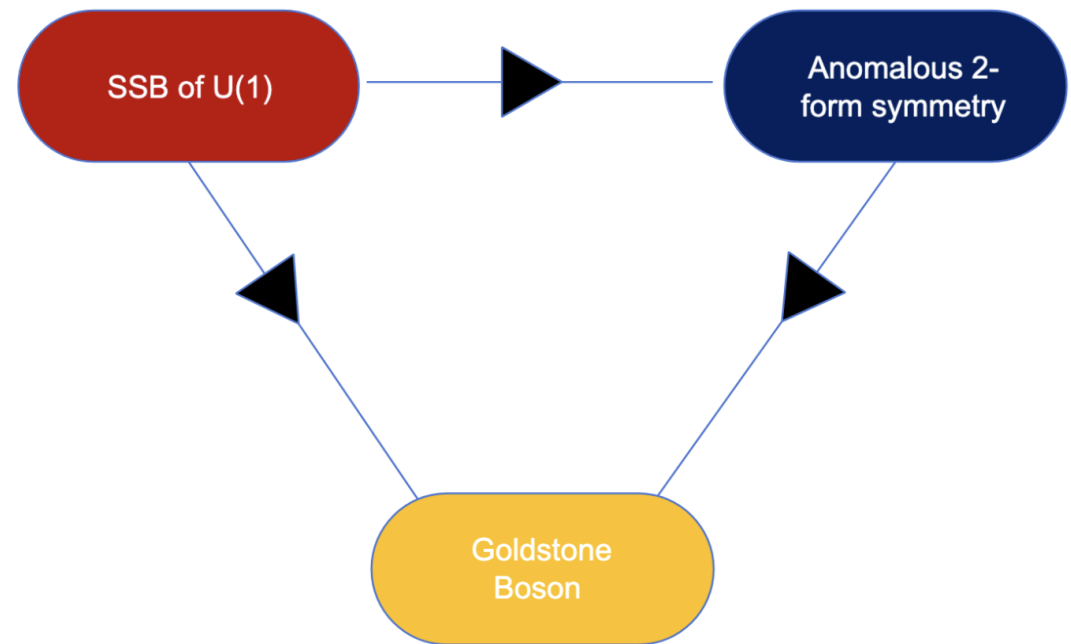 SSB of U(1)
Anomalous 2-
form symmetry
Goldstone
Boson